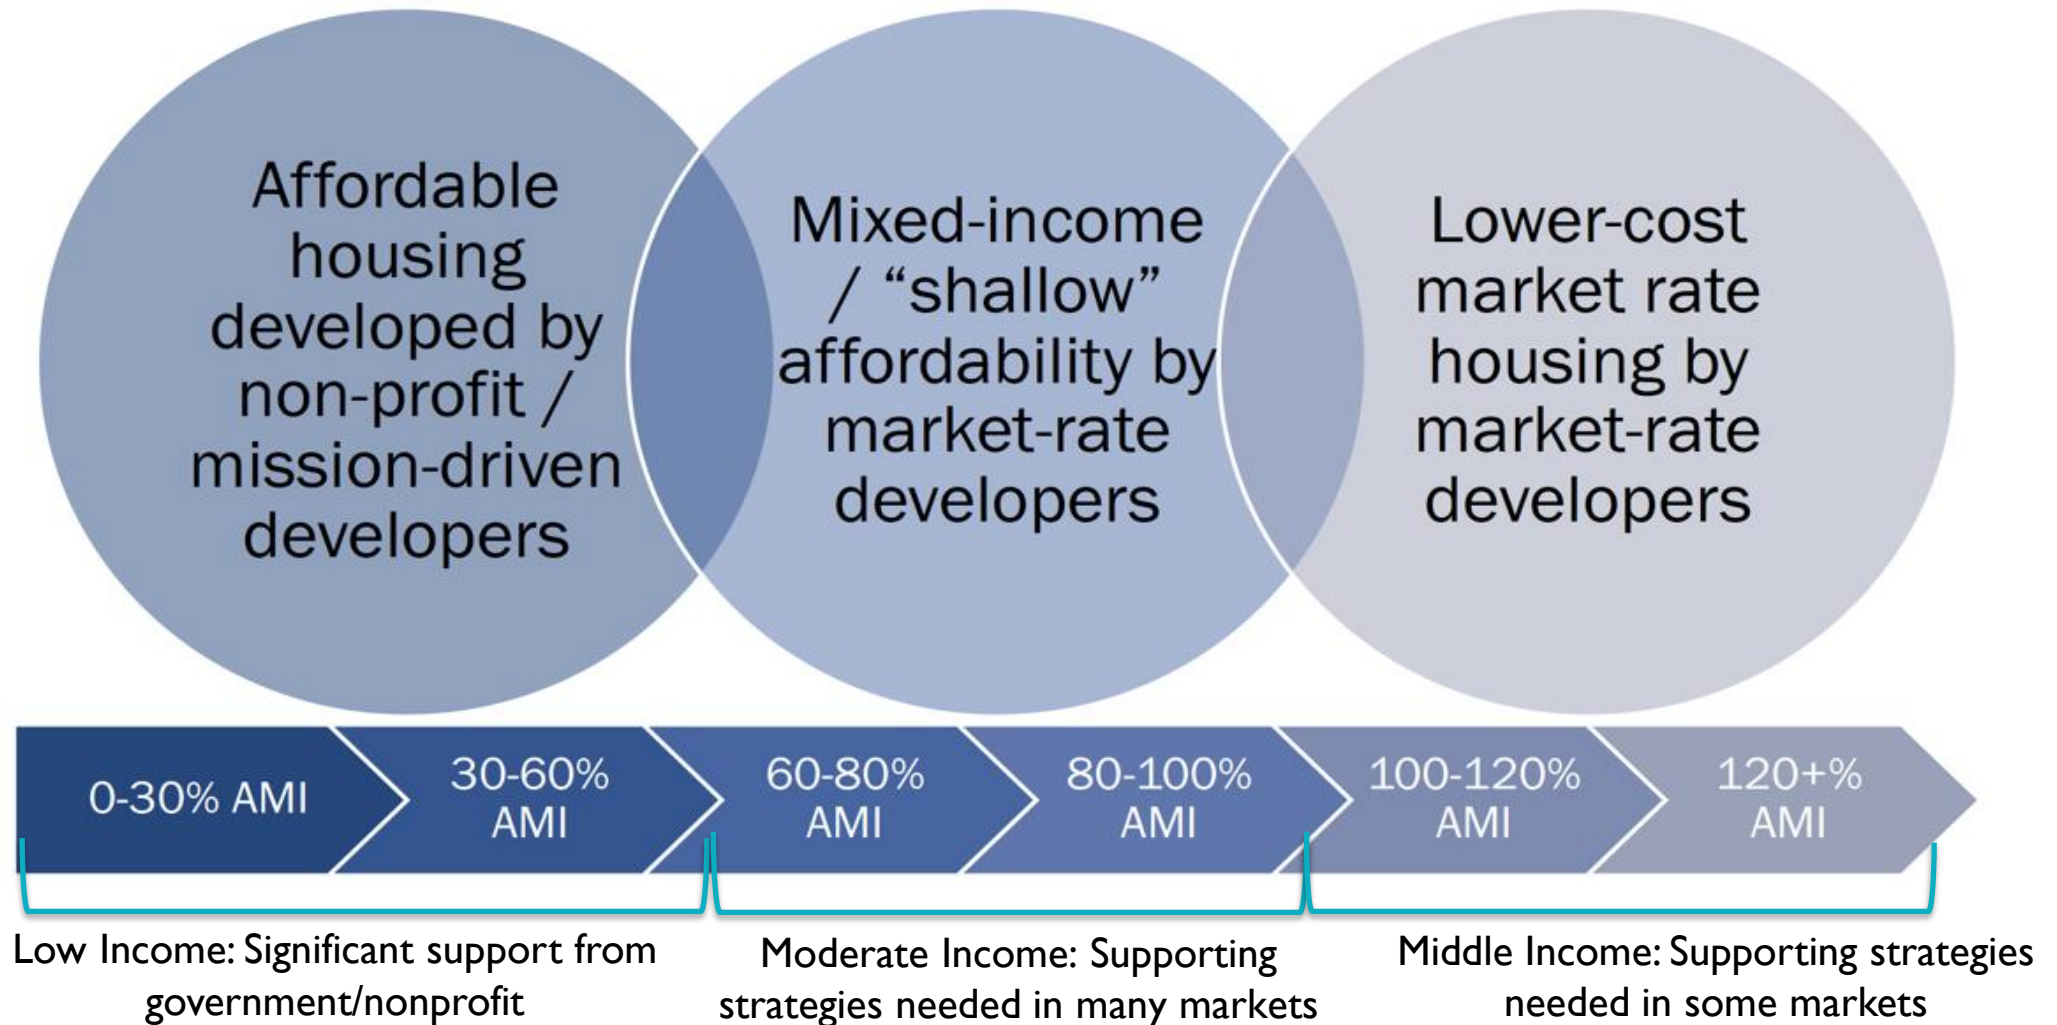 Affordable
housing
developed by
non-profit /
mission-driven
developers
Mixed-income
/ “shallow”
affordability by
market-rate
developers
Lower-cost
market rate
housing by
market-rate
developers
0-30% AMI
30-60%
AMI
60-80%
AMI
80-100%
AMI
100-120%
AMI
120+%
AMI
Low Income: Significant support from
government/nonprofit
Moderate Income: Supporting
strategies needed in many markets
Middle Income: Supporting strategies
needed in some markets